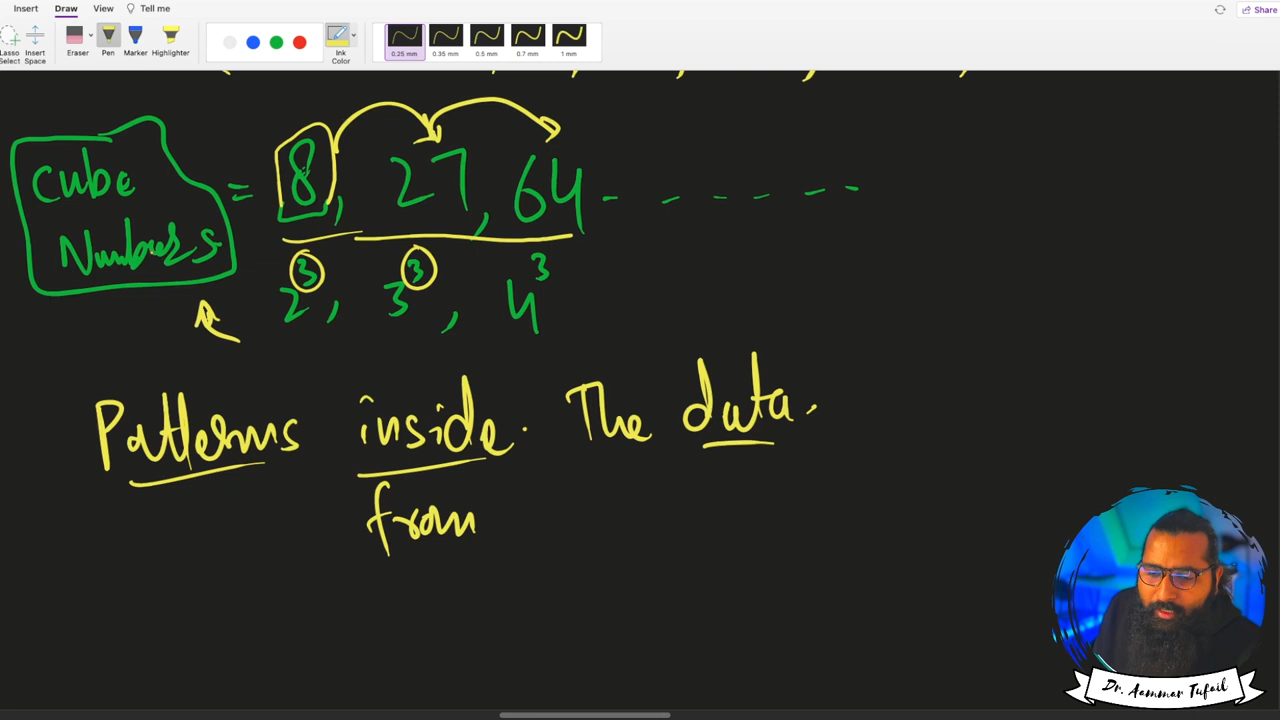 Insert Draw View Tell me
Share
Lasso Select
Insert Space
Eraser
Pen
Marker
Highlighter
Ink Color
0.25 mm
0.35 mm
0.5 mm
0.7 mm
1 mm
Cube Numbers = 8, 27, 64 - - - - - -
2³, 3³, 4³
Patterns inside. The data.
from
Dr. Aammar Tufail